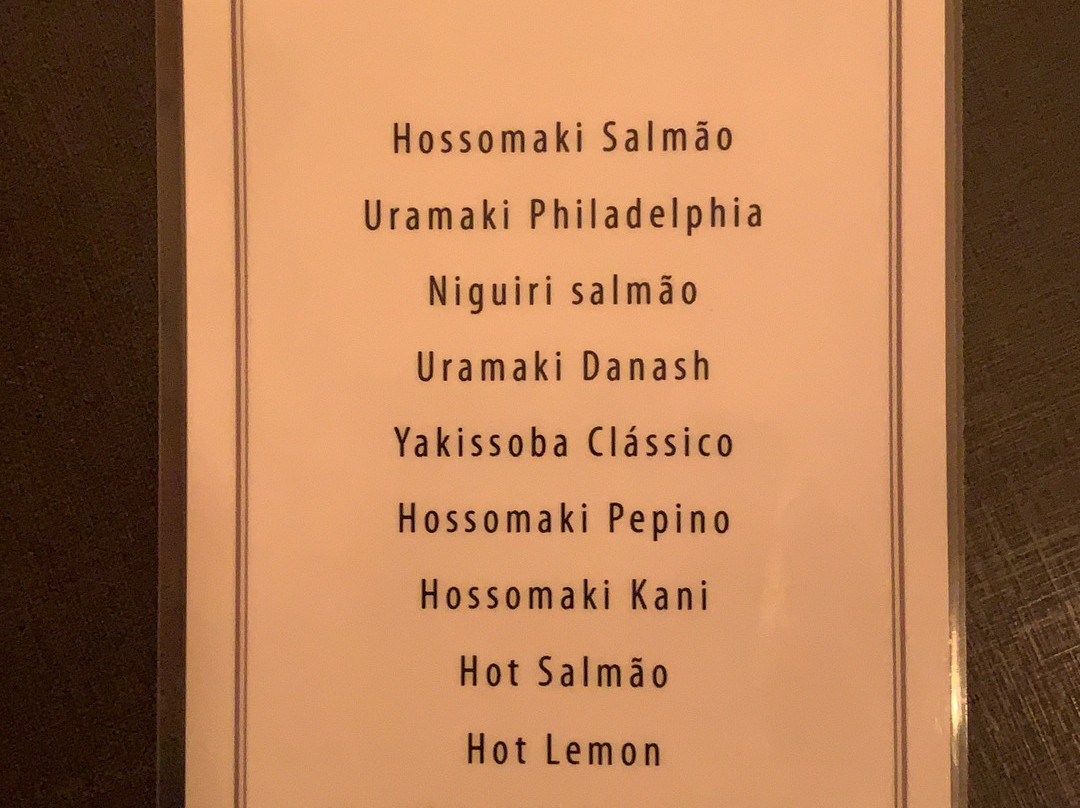 Hossomaki Salmão
Uramaki Philadelphia
Niguiri salmão
Uramaki Danash
Yakissoba Clássico
Hossomaki Pepino
Hossomaki Kani
Hot Salmão
Hot Lemon